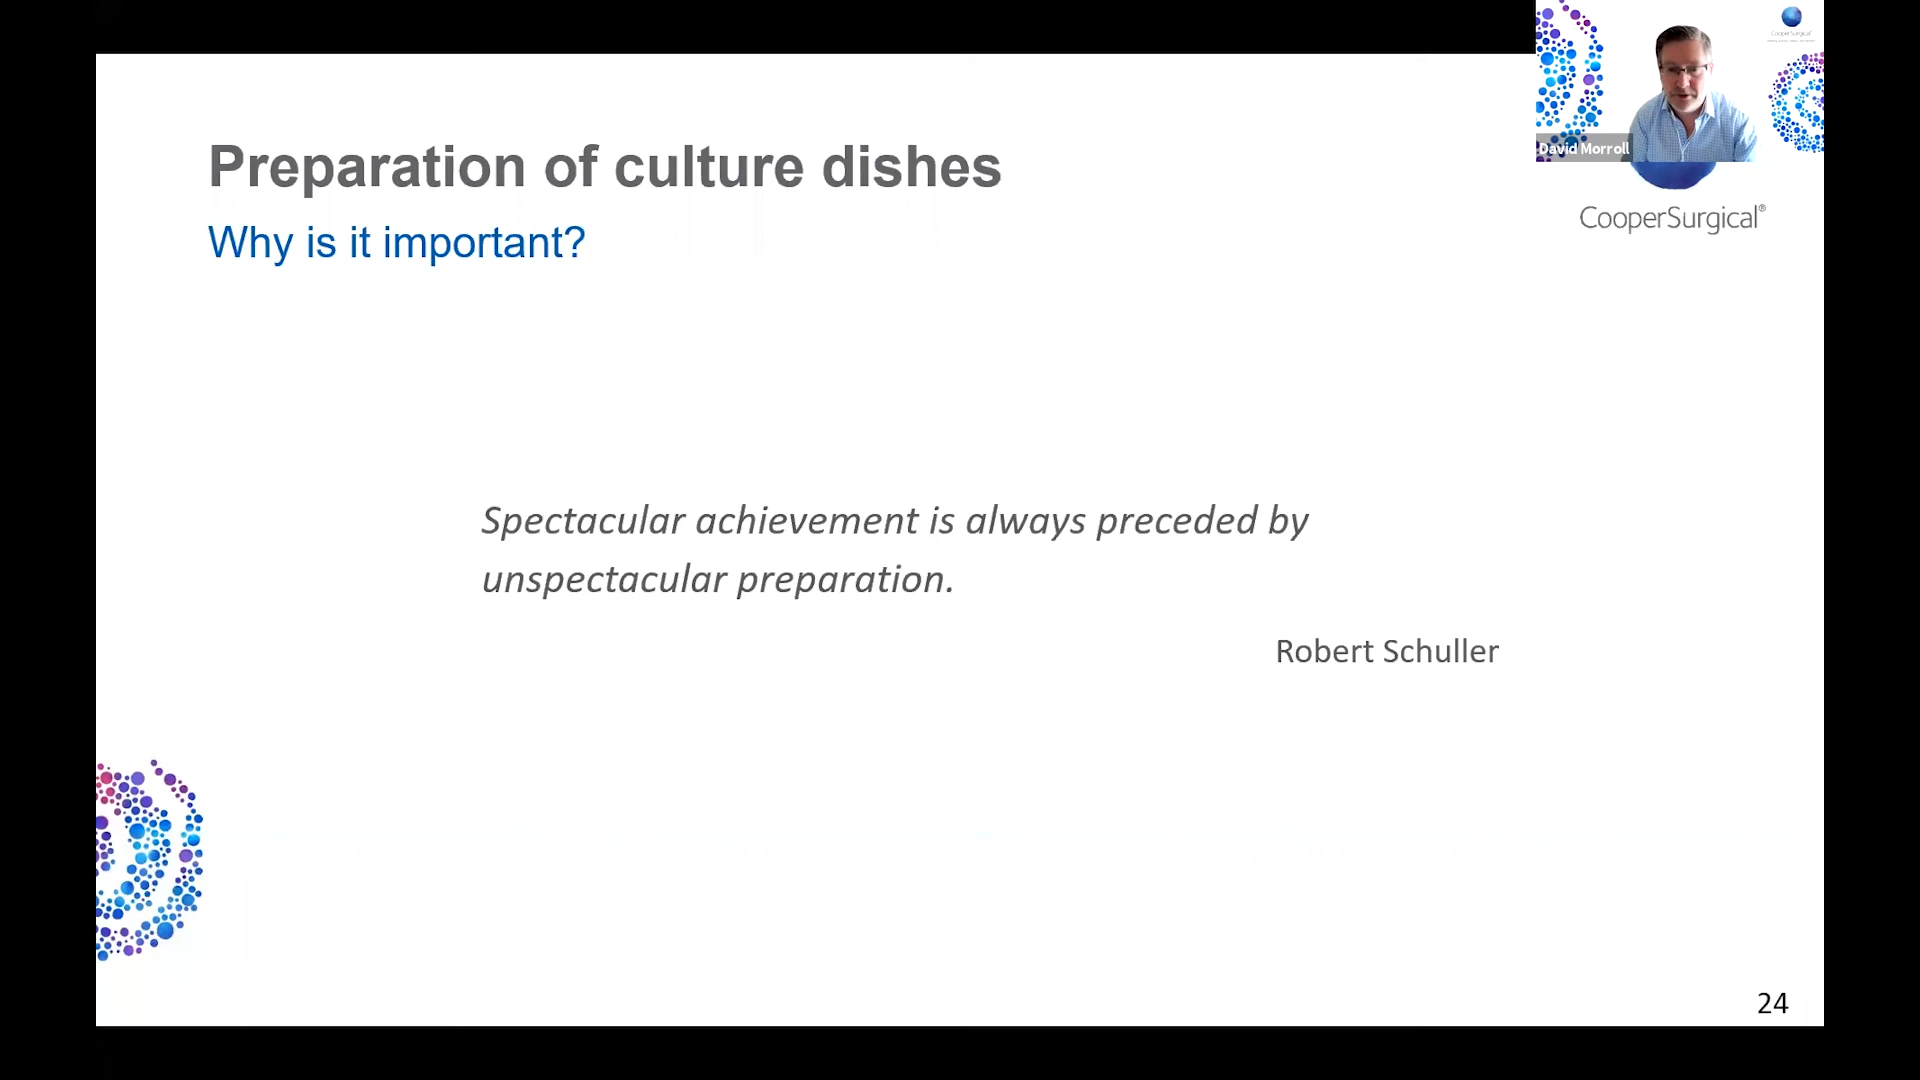 CooperSurgical
David Morroll
Preparation of culture dishes
Why is it important?
CooperSurgical®
Spectacular achievement is always preceded by
unspectacular preparation.
Robert Schuller
24